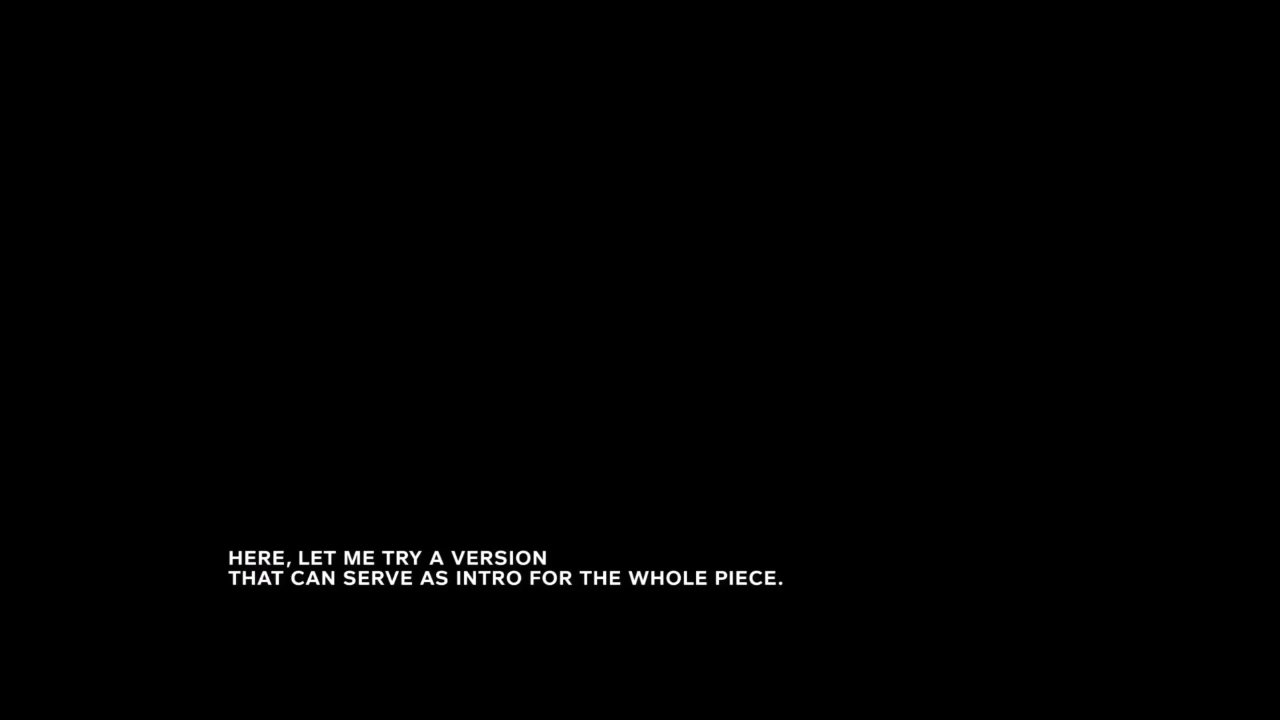 HERE, LET ME TRY A VERSION
THAT CAN SERVE AS INTRO FOR THE WHOLE PIECE.